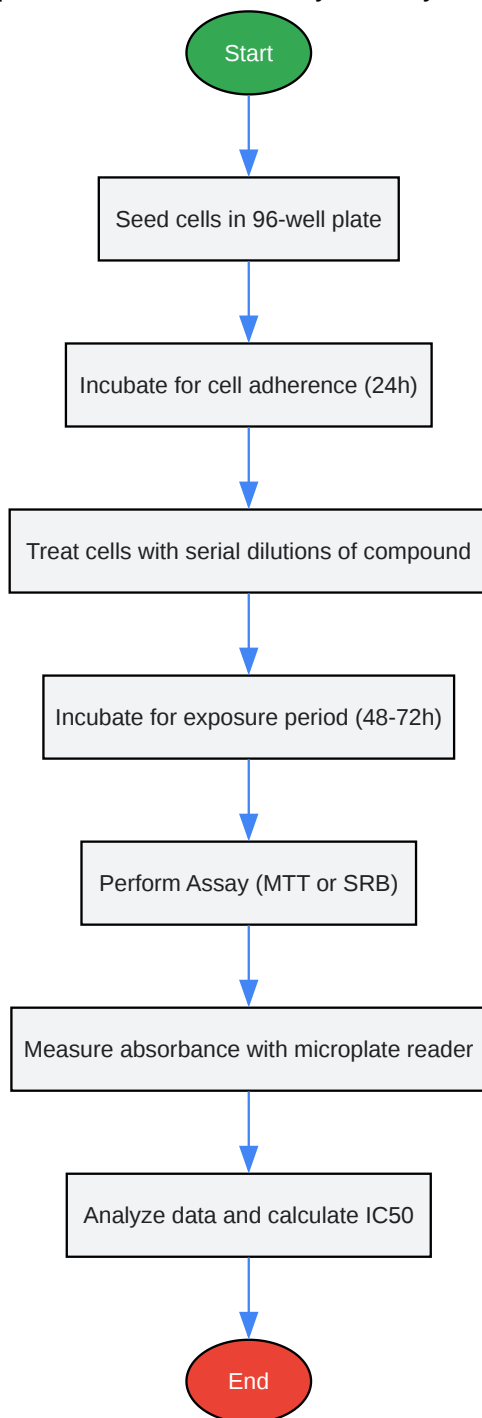 Start
Seed cells in 96-well plate
Incubate for cell adherence (24h)
Treat cells with serial dilutions of compound
Incubate for exposure period (48-72h)
Perform Assay (MTT or SRB)
Measure absorbance with microplate reader
Analyze data and calculate IC50
End